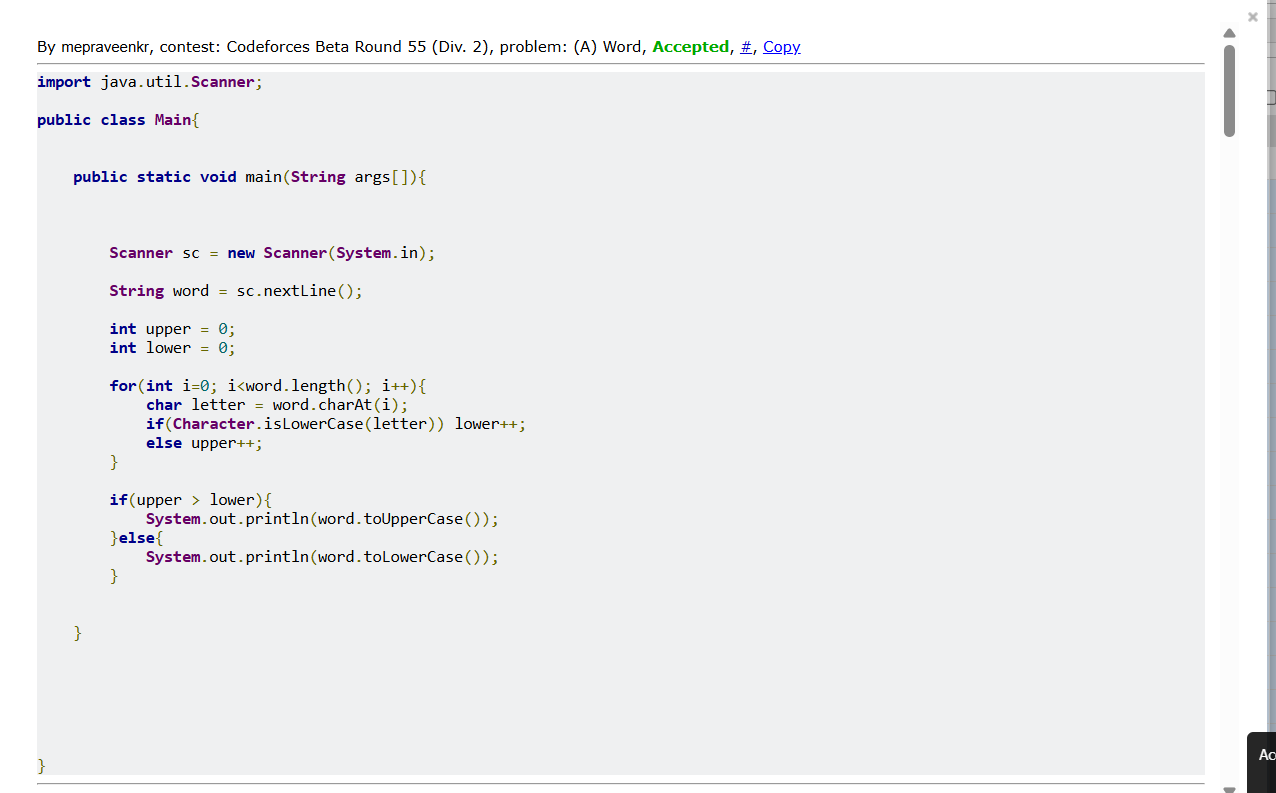 By mepraveenkr, contest: Codeforces Beta Round 55 (Div. 2), problem: (A) Word, Accepted, #, Copy
import java.util.Scanner;
public class Main{
public static void main(String args[]){
Scanner sc = new Scanner(System.in);
String word = sc.nextLine();
int upper = 0;
int lower = 0;
for(int i=0; i<word.length(); i++){
char letter = word.charAt(i);
if(Character.isLowerCase(letter)) lower++;
else upper++;
}
if(upper > lower){
System.out.println(word.toUpperCase());
}else{
System.out.println(word.toLowerCase());
}
}
}
Ac